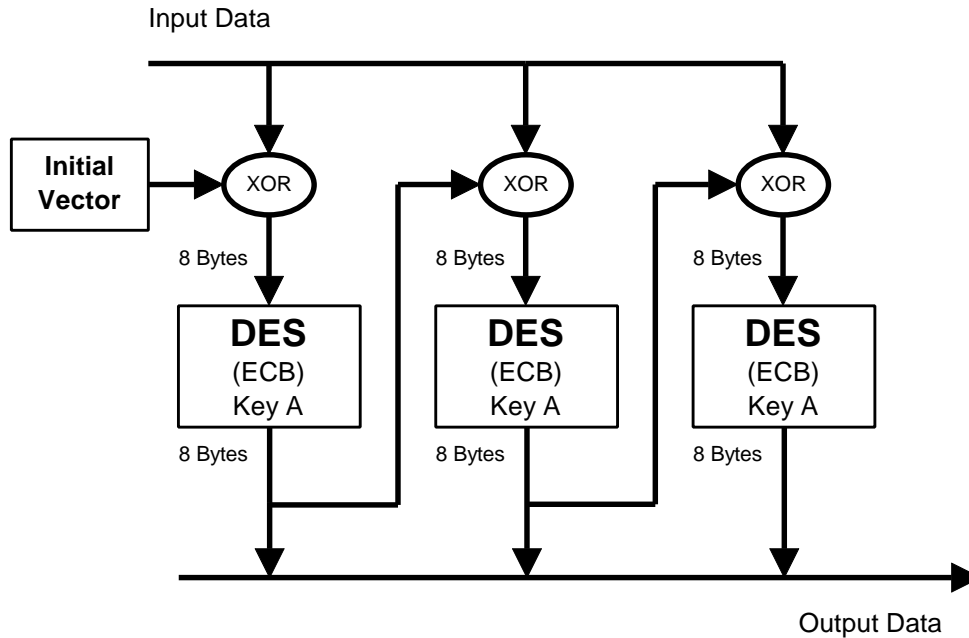 Input Data
Initial
Vector
XOR
XOR
XOR
8 Bytes
8 Bytes
8 Bytes
DES
(ECB)
Key A
DES
(ECB)
Key A
DES
(ECB)
Key A
8 Bytes
8 Bytes
8 Bytes
Output Data